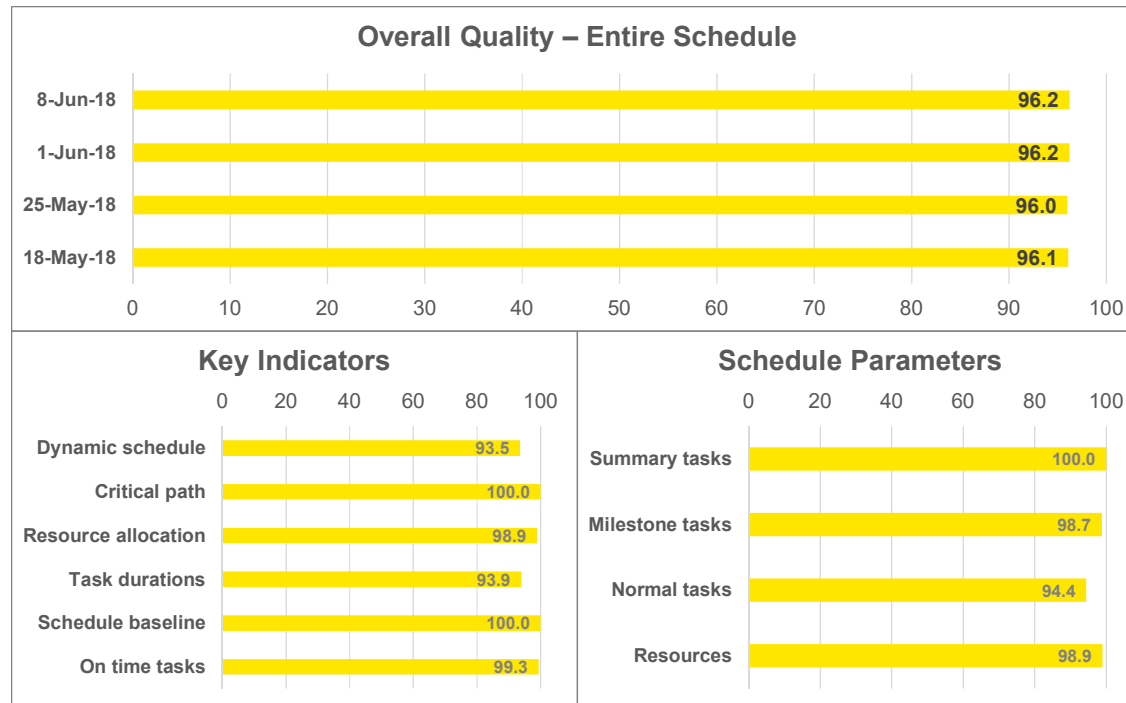 Overall Quality – Entire Schedule
8-Jun-18 96.2
1-Jun-18 96.2
25-May-18 96.0
18-May-18 96.1
0 10 20 30 40 50 60 70 80 90 100
Key Indicators
0 20 40 60 80 100
Dynamic schedule 93.5
Critical path 100.0
Resource allocation 98.9
Task durations 93.9
Schedule baseline 100.0
On time tasks 99.3
Schedule Parameters
0 20 40 60 80 100
Summary tasks 100.0
Milestone tasks 98.7
Normal tasks 94.4
Resources 98.9